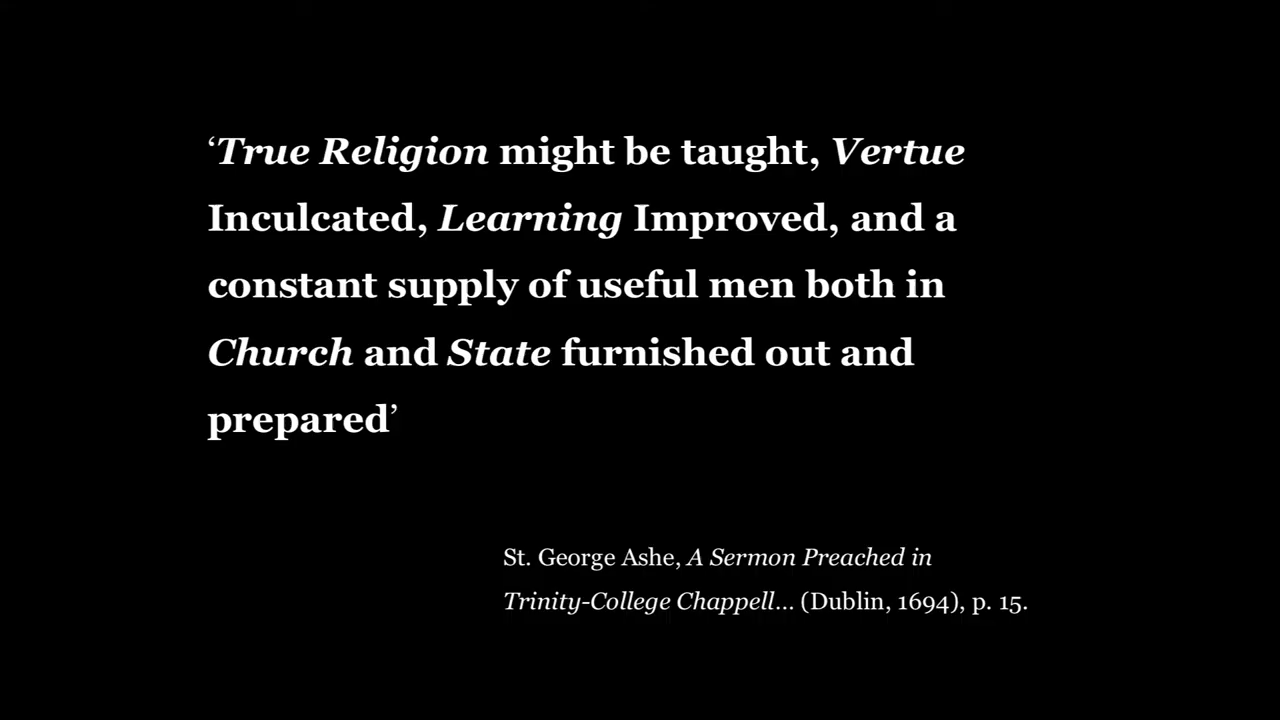 ‘True Religion might be taught, Vertue
Inculcated, Learning Improved, and a
constant supply of useful men both in
Church and State furnished out and
prepared’
St. George Ashe, A Sermon Preached in
Trinity-College Chappell... (Dublin, 1694), p. 15.